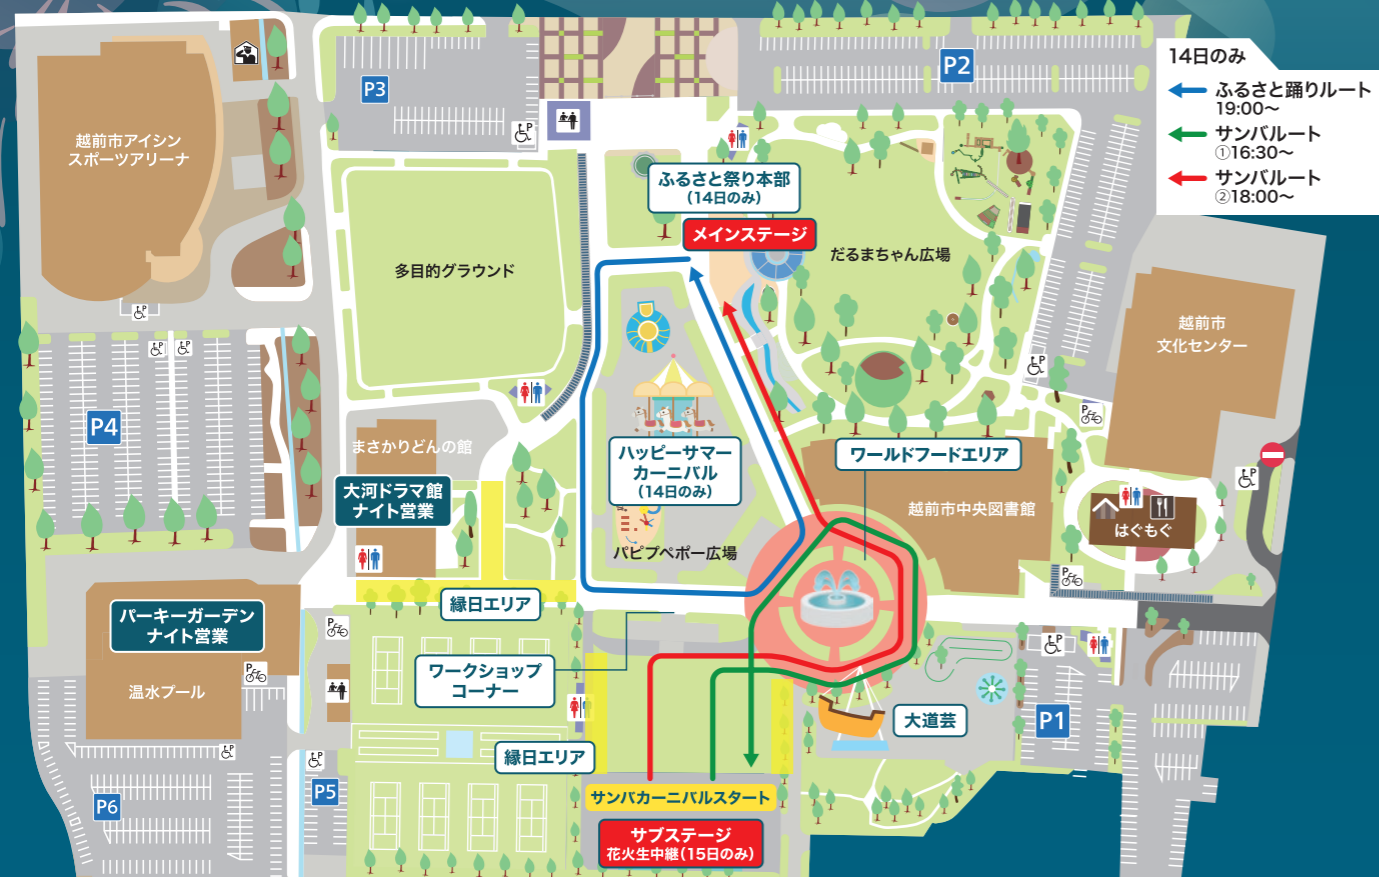 14日のみ
ふるさと踊りルート
19:00〜
サンバルート
①16:30〜
サンバルート
②18:00〜
P3
P2
越前市アイシン
スポーツアリーナ
ふるさと祭り本部
(14日のみ)
メインステージ
だるまちゃん広場
多目的グラウンド
越前市
文化センター
P4
まさかりどんの館
大河ドラマ館
ナイト営業
ハッピーサマー
カーニバル
(14日のみ)
ワールドフードエリア
越前市中央図書館
はぐもぐ
パピプペポー広場
縁日エリア
パーキーガーデン
ナイト営業
温水プール
ワークショップ
コーナー
大道芸
P1
縁日エリア
サンバカーニバルスタート
サブステージ
花火生中継(15日のみ)
P6
P5
P
P
P
P
P
P
P
P
P
P
P
P
P